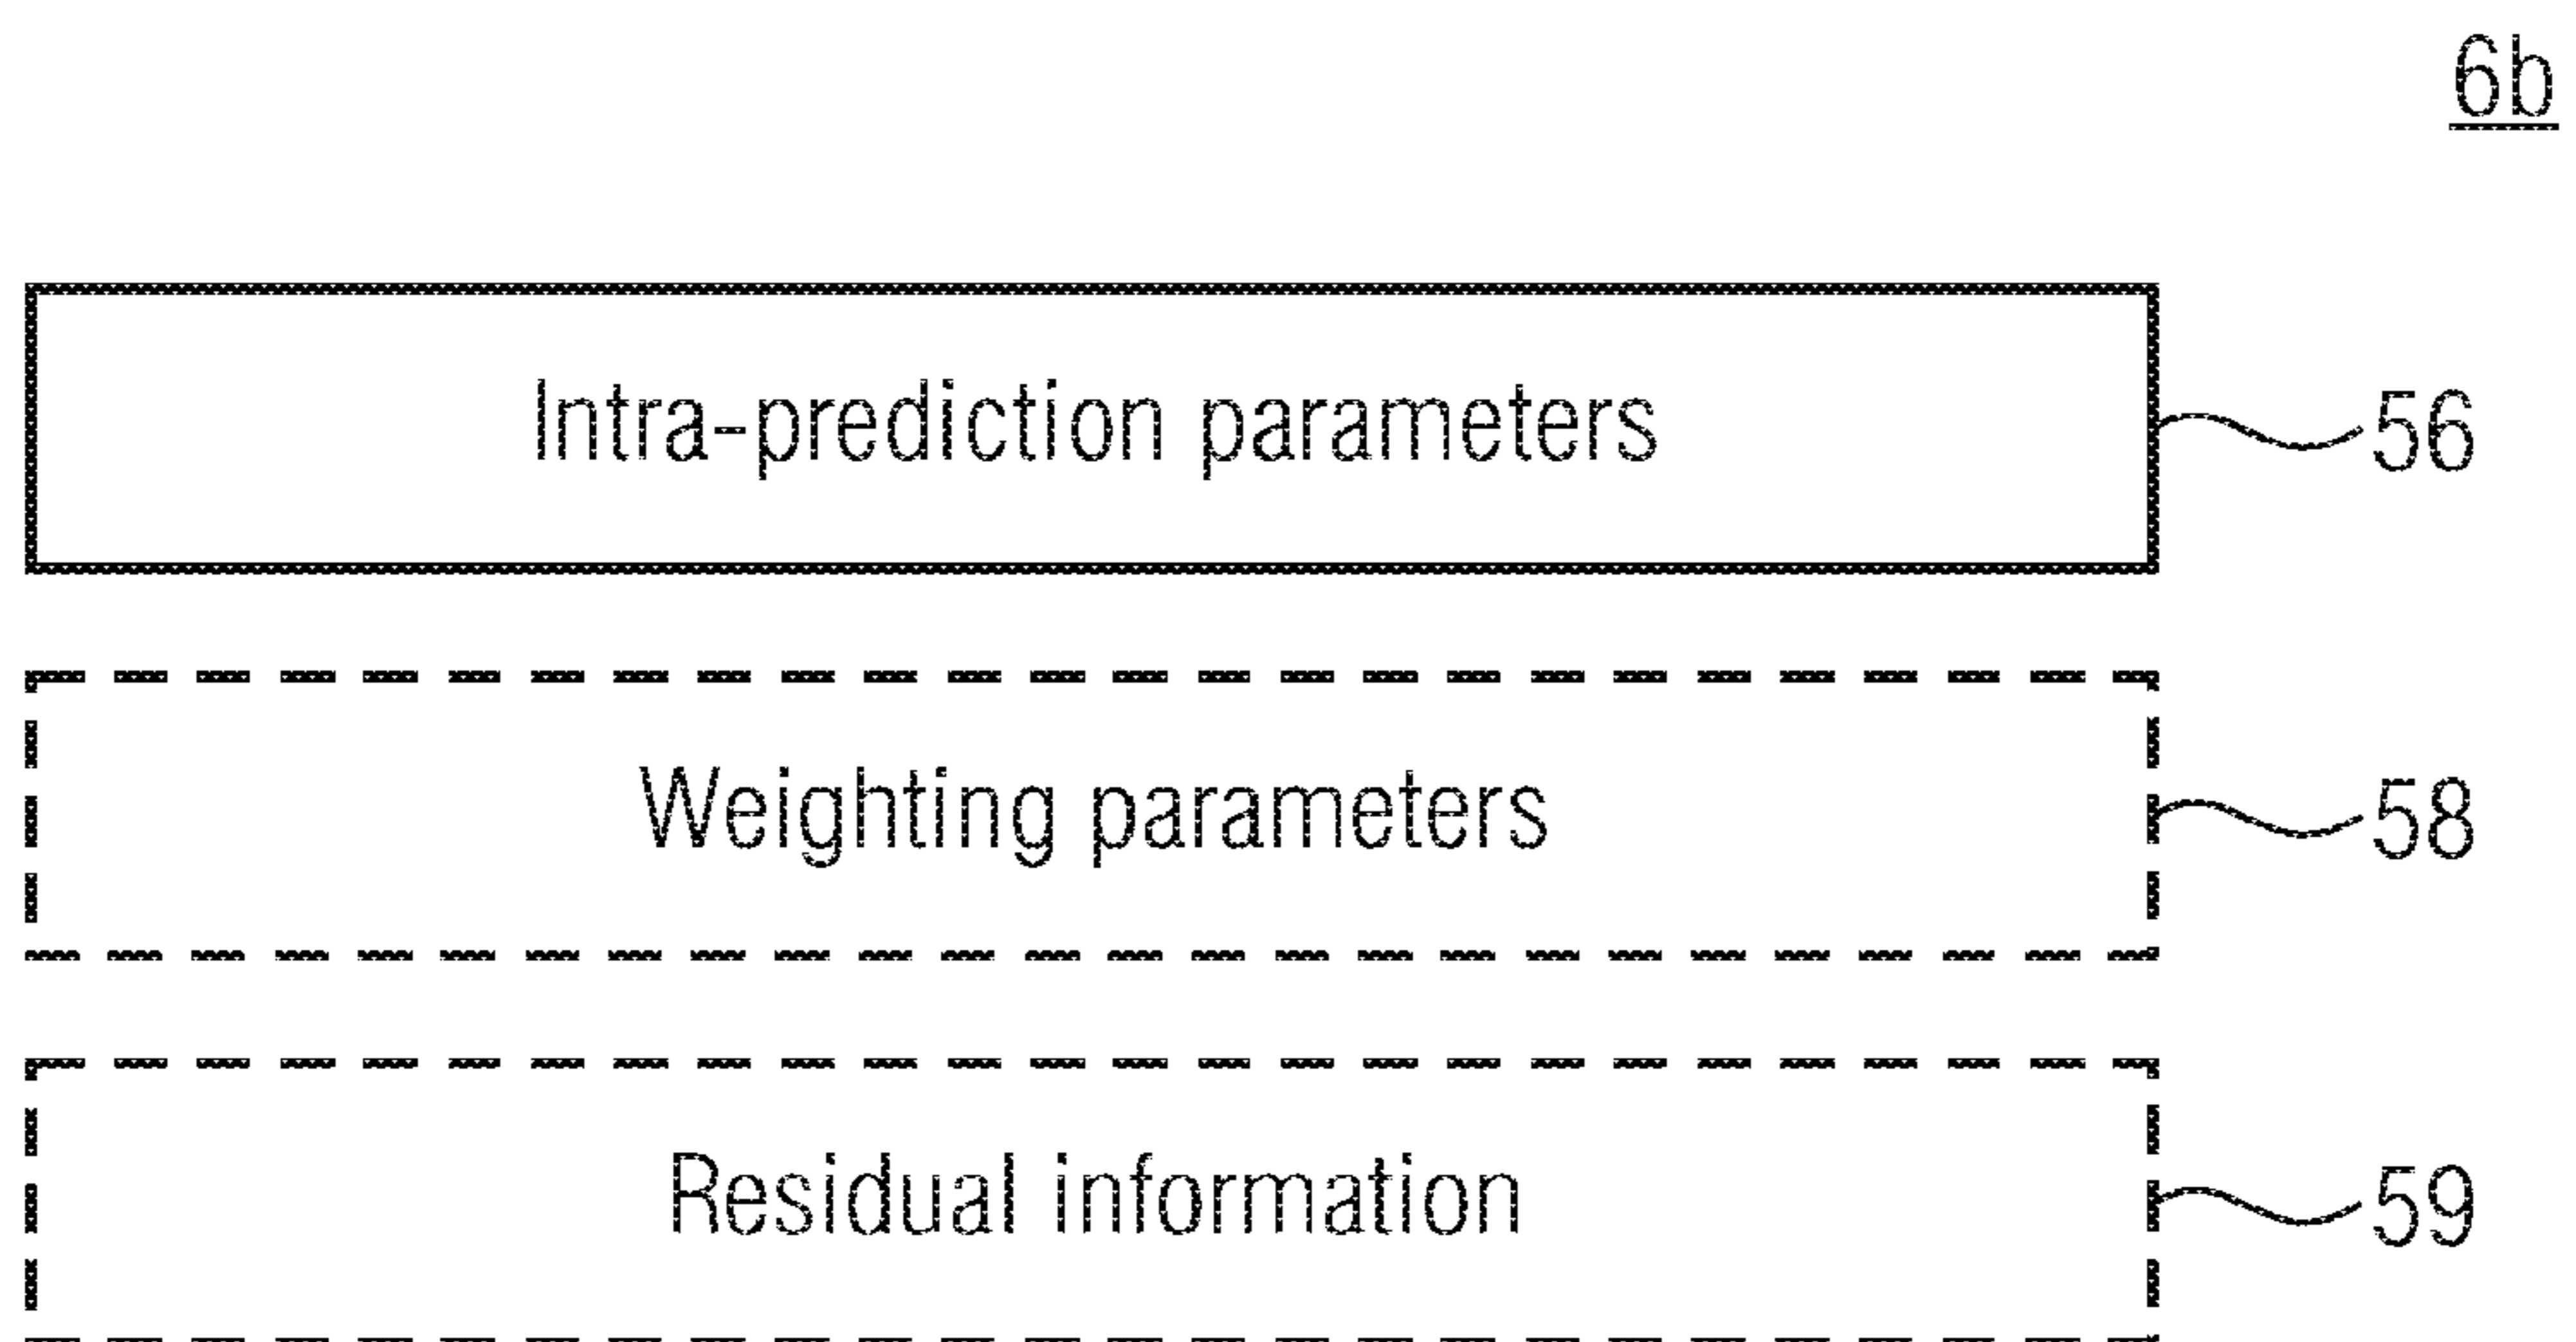 6b
Intra-prediction parameters 56
Weighting parameters 58
Residual information 59